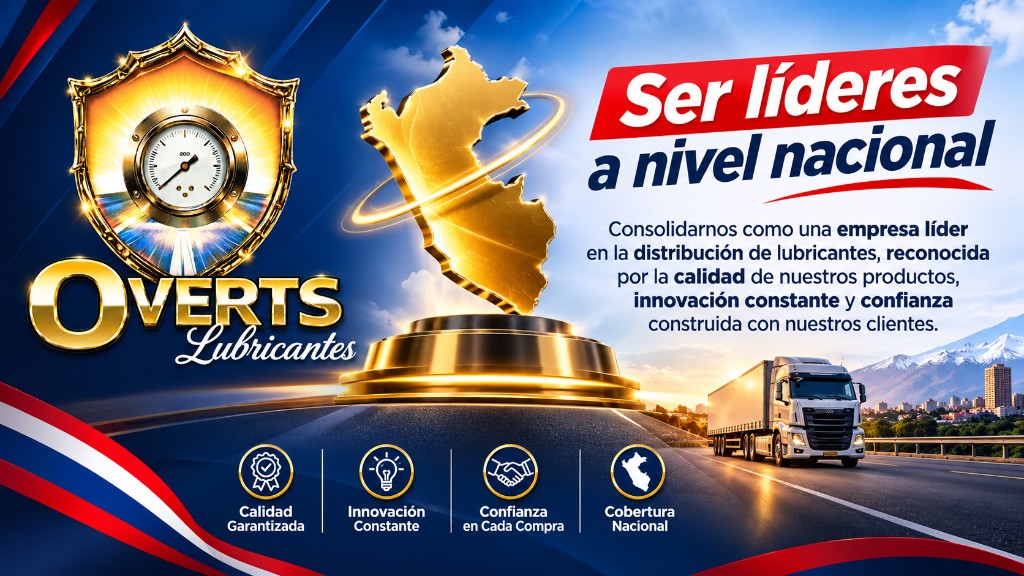 200
OVERTS
Lubricantes
Ser líderes
a nivel nacional
Consolidarnos como una empresa líder
en la distribución de lubricantes, reconocida
por la calidad de nuestros productos,
innovación constante y confianza
construida con nuestros clientes.
Calidad
Garantizada
Innovación
Constante
Confianza
en Cada Compra
Cobertura
Nacional